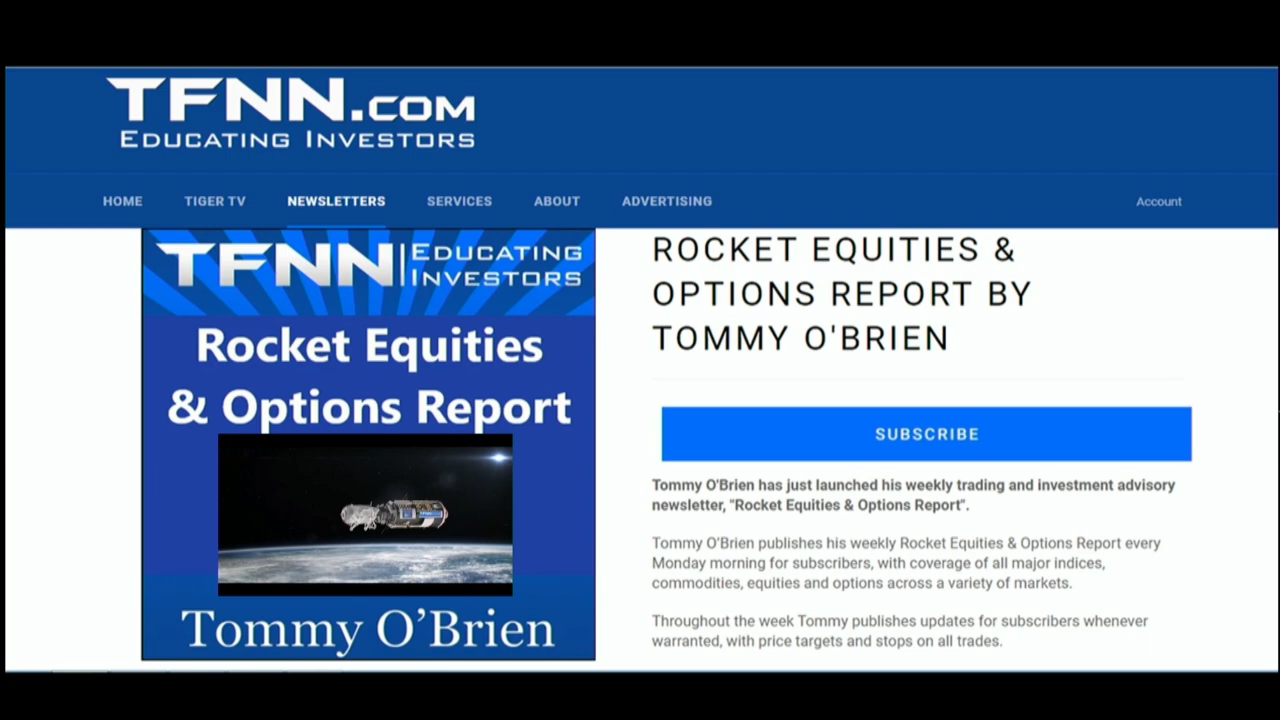 TFNN.COM
EDUCATING INVESTORS
HOME TIGER TV NEWSLETTERS SERVICES ABOUT ADVERTISING Account
TFNN EDUCATING
INVESTORS
Rocket Equities
& Options Report
TFNN
Tommy O’Brien
ROCKET EQUITIES &
OPTIONS REPORT BY
TOMMY O'BRIEN
SUBSCRIBE
Tommy O'Brien has just launched his weekly trading and investment advisory
newsletter, "Rocket Equities & Options Report".
Tommy O'Brien publishes his weekly Rocket Equities & Options Report every
Monday morning for subscribers, with coverage of all major indices,
commodities, equities and options across a variety of markets.
Throughout the week Tommy publishes updates for subscribers whenever
warranted, with price targets and stops on all trades.